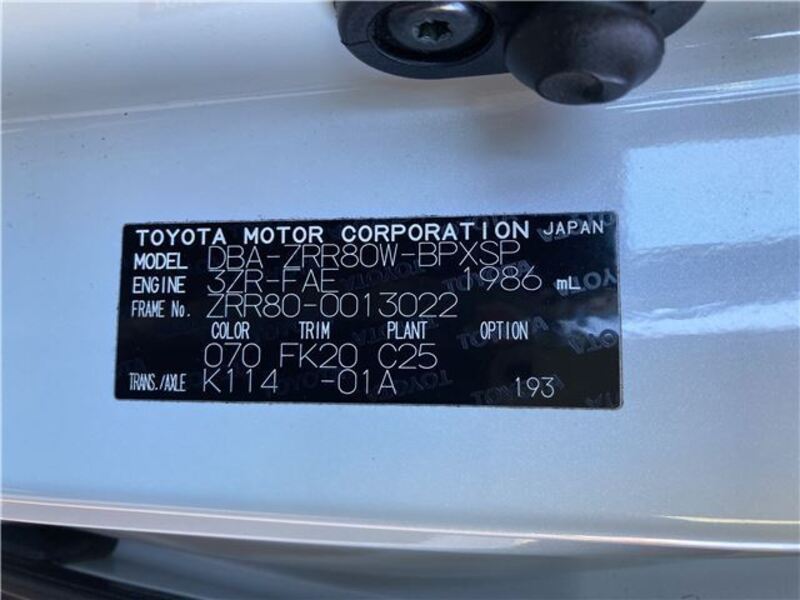 TOYOTA MOTOR CORPORATION JAPAN
MODEL DBA-ZRR80W-BPXSP
ENGINE 3ZR-FAE 1986 mL
FRAME No. ZRR80-0013022
COLOR TRIM PLANT OPTION
070 FK20 C25
TRANS./AXLE K114 -01A 193